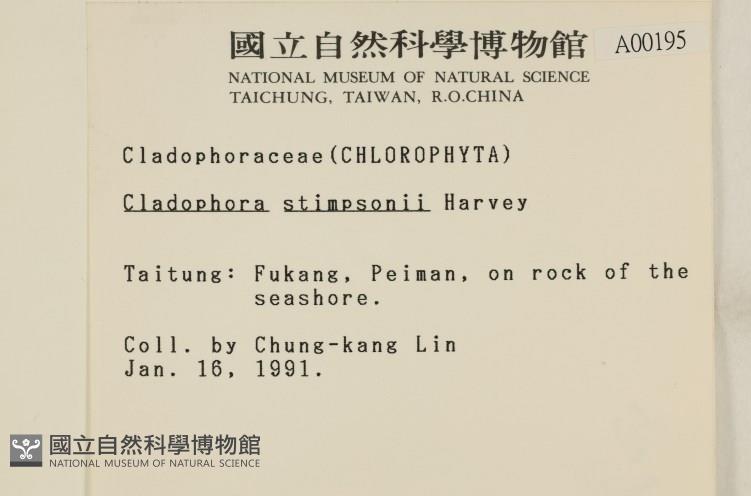 國立自然科學博物館
A00195
NATIONAL MUSEUM OF NATURAL SCIENCE
TAICHUNG, TAIWAN, R.O.CHINA
Cladophoraceae(CHLOROPHYTA)
Cladophora stimpsonii Harvey
Taitung: Fukang, Peiman, on rock of the
seashore.
Coll. by Chung-kang Lin
Jan. 16, 1991.
國立自然科學博物館
NATIONAL MUSEUM OF NATURAL SCIENCE